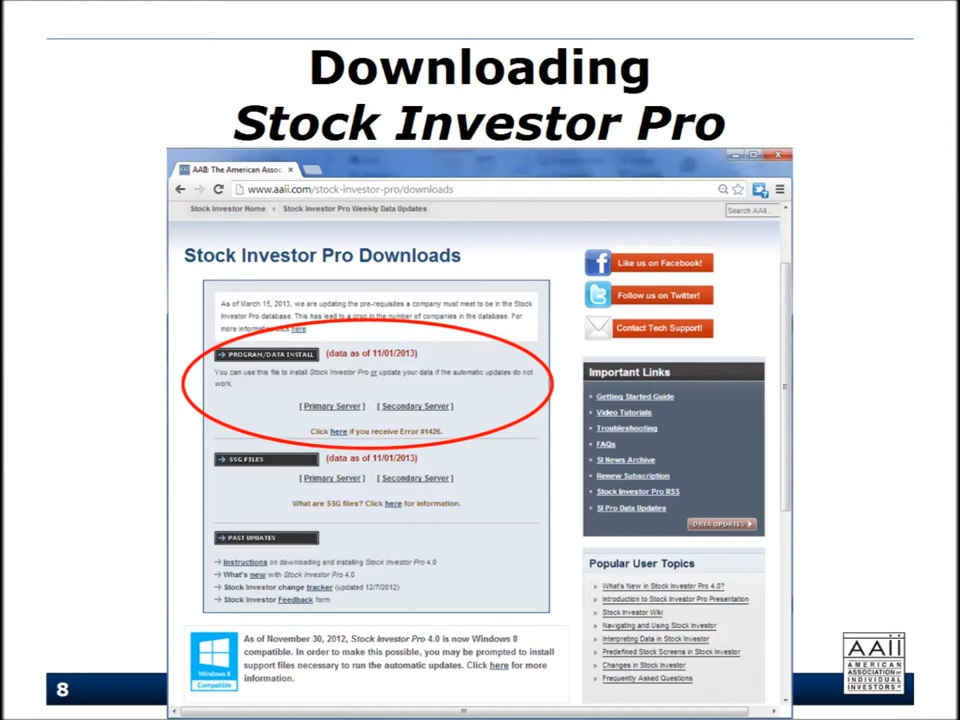 Downloading
Stock Investor Pro
AAII: The American Assoc
www.aaii.com/stock-investor-pro/downloads
Stock Investor Home » Stock Investor Pro Weekly Data Updates
Search AAII...
Stock Investor Pro Downloads
As of March 15, 2013, we are updating the pre-requisites a company must meet to be in the Stock
Investor Pro database. This has lead to a drop in the number of companies in the database. For
more information click here.
PROGRAM/DATA INSTALL (data as of 11/01/2013)
You can use this file to install Stock Investor Pro or update your data if the automatic updates do not
work.
[ Primary Server ] [ Secondary Server ]
Click here if you receive Error #1426.
SSG FILES (data as of 11/01/2013)
[ Primary Server ] [ Secondary Server ]
What are SSG files? Click here for information.
PAST UPDATES
Instructions on downloading and installing Stock Investor Pro 4.0
What's new with Stock Investor Pro 4.0
Stock Investor change tracker (updated 12/7/2012)
Stock Investor Feedback form
As of November 30, 2012, Stock Investor Pro 4.0 is now Windows 8
compatible. In order to make this possible, you may be prompted to install
support files necessary to run the automatic updates. Click here for more
information.
Windows 8
Compatible
Like us on Facebook!
Follow us on Twitter!
Contact Tech Support!
Important Links
Getting Started Guide
Video Tutorials
Troubleshooting
FAQs
SI News Archive
Renew Subscription
Stock Investor Pro RSS
SI Pro Data Updates
DATA UPDATES
Popular User Topics
What's New in Stock Investor Pro 4.0?
Introduction to Stock Investor Pro Presentation
Stock Investor Wiki
Navigating and Using Stock Investor
Interpreting Data in Stock Investor
Predefined Stock Screens in Stock Investor
Changes in Stock Investor
Frequently Asked Questions
8
AAII
AMERICAN
ASSOCIATION OF
INDIVIDUAL
INVESTORS®